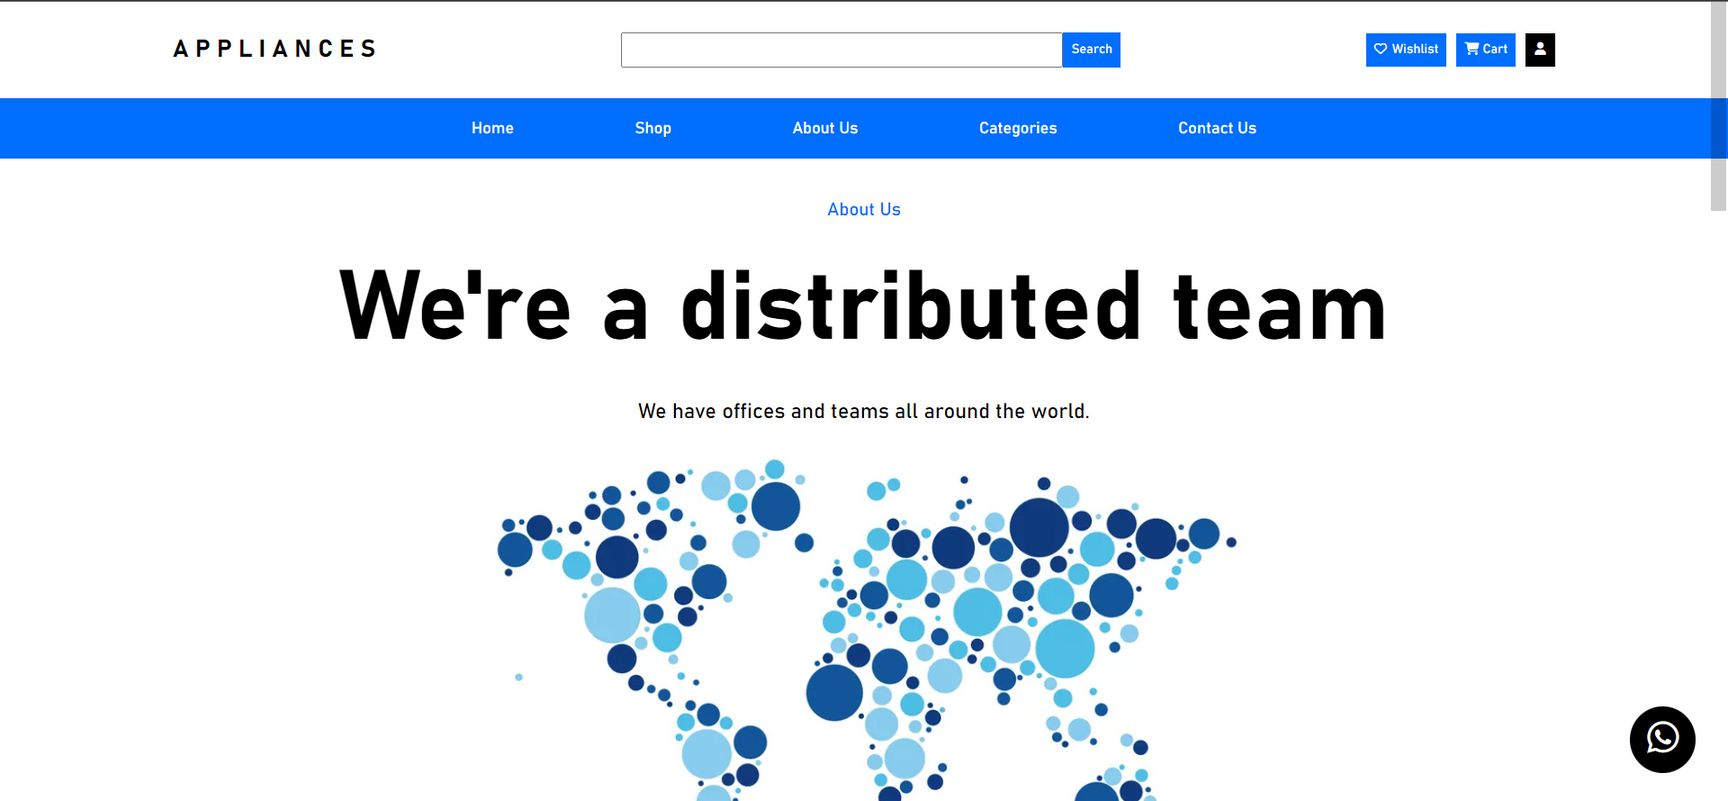 APPLIANCES
Search
Wishlist
Cart
Home
Shop
About Us
Categories
Contact Us
About Us
We're a distributed team
We have offices and teams all around the world.